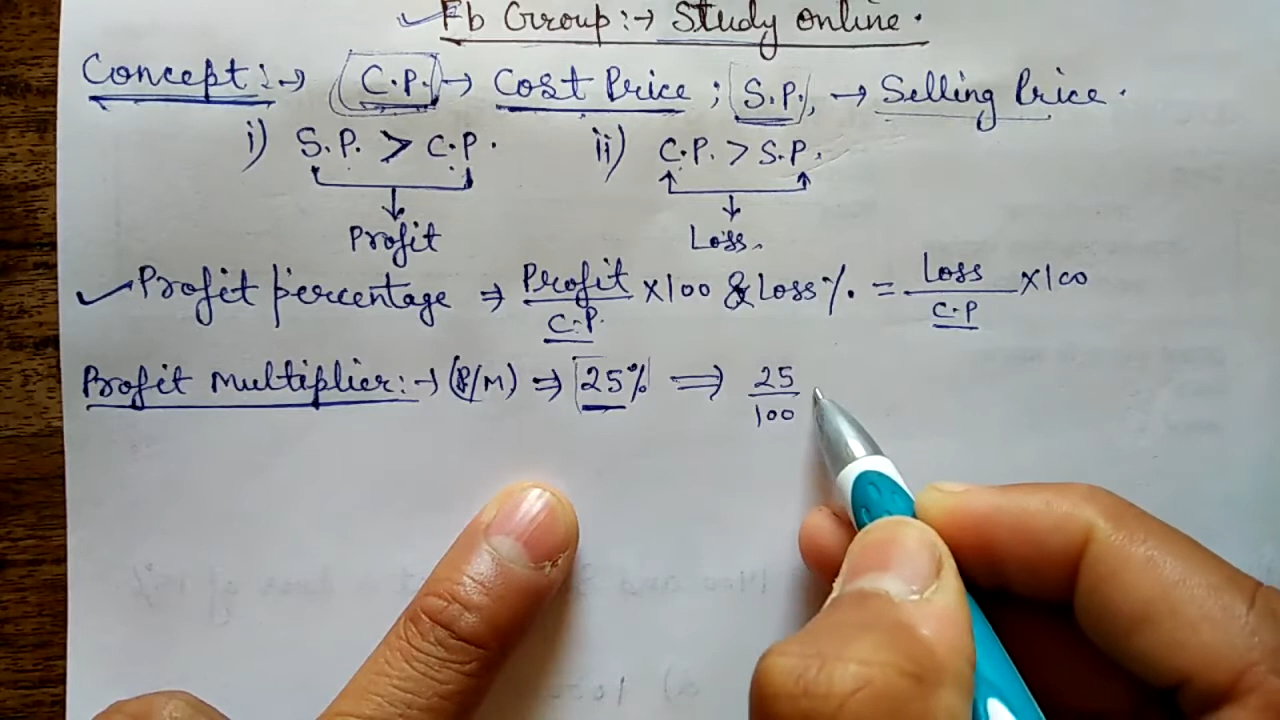 Fb Group:→ Study online.
Concept:→ C.P. → Cost Price ; S.P., → Selling Price.
i) S.P. > C.P. ii) C.P. > S.P.
Profit Loss.
Profit percentage ⇒ Profit/C.P. ×100 & Loss% = Loss/C.P ×100
Profit Multiplier:→ (P/M) ⇒ 25% ⇒ 25/100